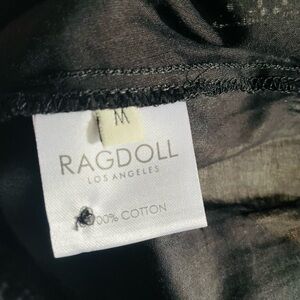 M
RAGDOLL
LOS ANGELES
100% COTTON